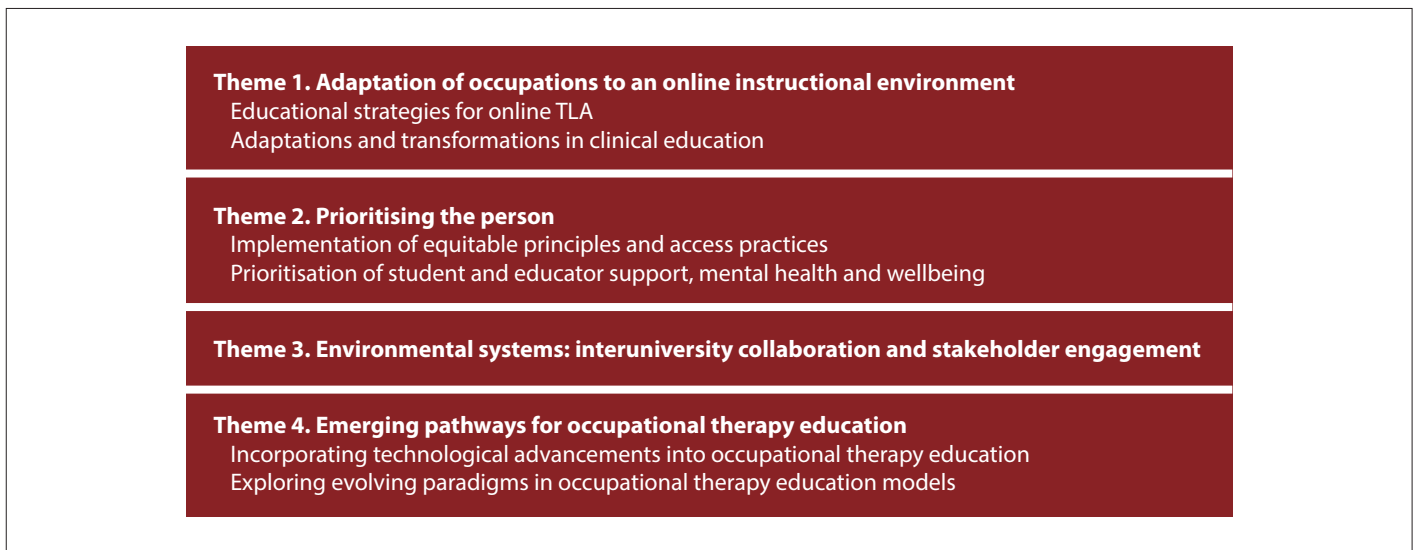 Theme 1. Adaptation of occupations to an online instructional environment
Educational strategies for online TLA
Adaptations and transformations in clinical education
Theme 2. Prioritising the person
Implementation of equitable principles and access practices
Prioritisation of student and educator support, mental health and wellbeing
Theme 3. Environmental systems: interuniversity collaboration and stakeholder engagement
Theme 4. Emerging pathways for occupational therapy education
Incorporating technological advancements into occupational therapy education
Exploring evolving paradigms in occupational therapy education models